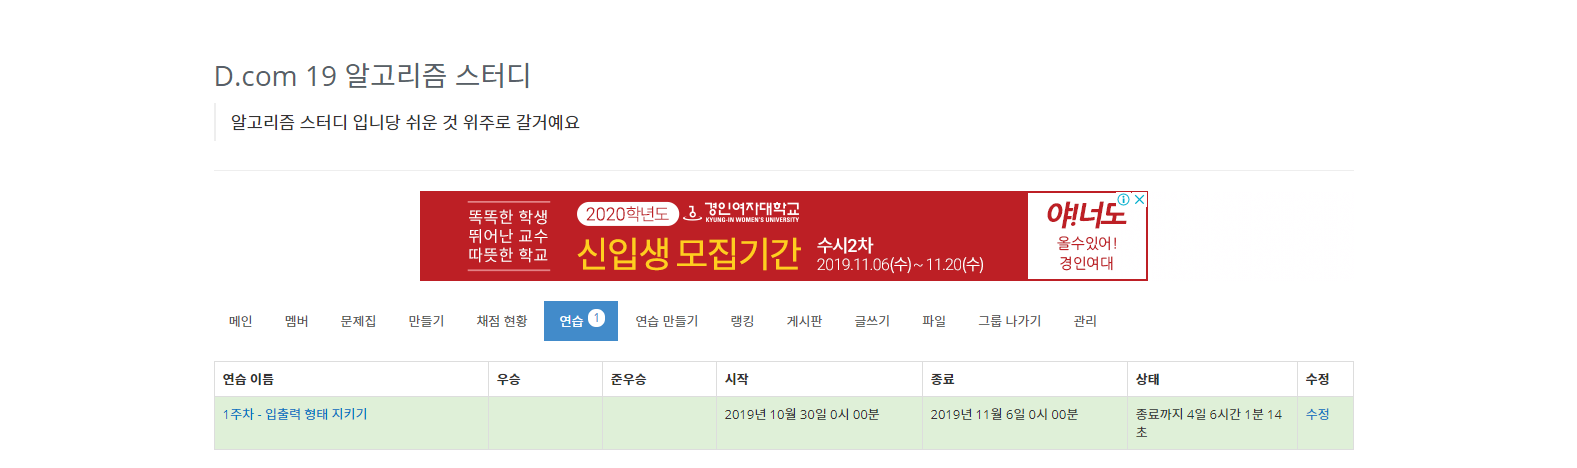 D.com 19 알고리즘 스터디
알고리즘 스터디 입니당 쉬운 것 위주로 갈거예요
똑똑한 학생
뛰어난 교수
따뜻한 학교
2020학년도 경인여자대학교
KYUNG-IN WOMEN'S UNIVERSITY
신입생 모집기간
수시2차
2019.11.06(수)~11.20(수)
야!너도
올수있어!
경인여대
메인 멤버 문제집 만들기 채점 현황 연습 1 연습 만들기 랭킹 게시판 글쓰기 파일 그룹 나가기 관리
연습 이름 우승 준우승 시작 종료 상태 수정
1주차 - 입출력 형태 지키기 2019년 10월 30일 0시 00분 2019년 11월 6일 0시 00분 종료까지 4일 6시간 1분 14 수정
초